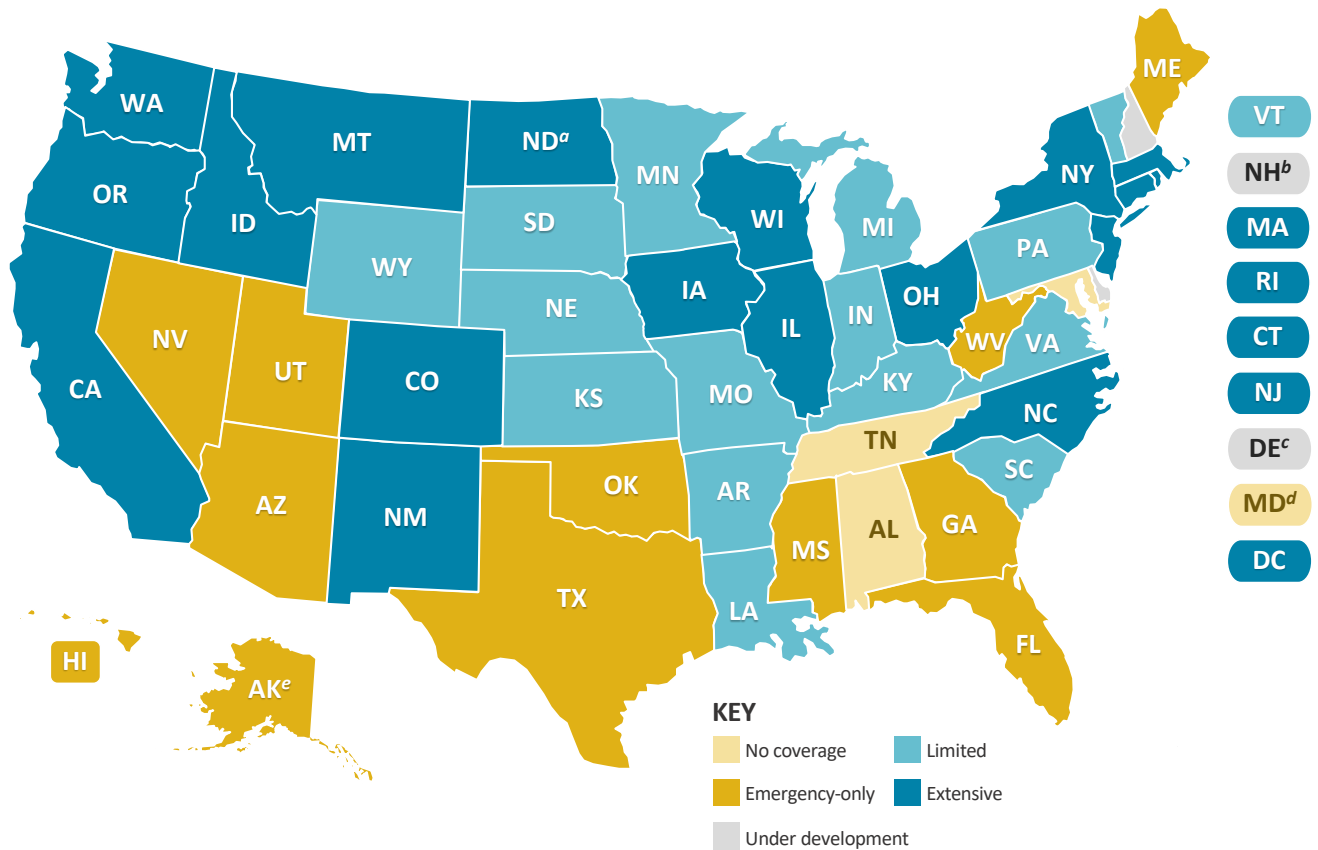 ME
WA
VT
MT
NDᵃ
MN
NHᵇ
NY
OR
ID
SD
WI
MI
MA
PA
WY
RI
IA
NE
OH
IL
IN
CT
NV
WV
VA
UT
CO
KY
CA
KS
MO
NJ
NC
TN
DEᶜ
SC
OK
AR
AZ
MDᵈ
NM
GA
AL
MS
DC
TX
LA
FL
HI
AKᵉ
KEY
No coverage
Limited
Emergency-only
Extensive
Under development